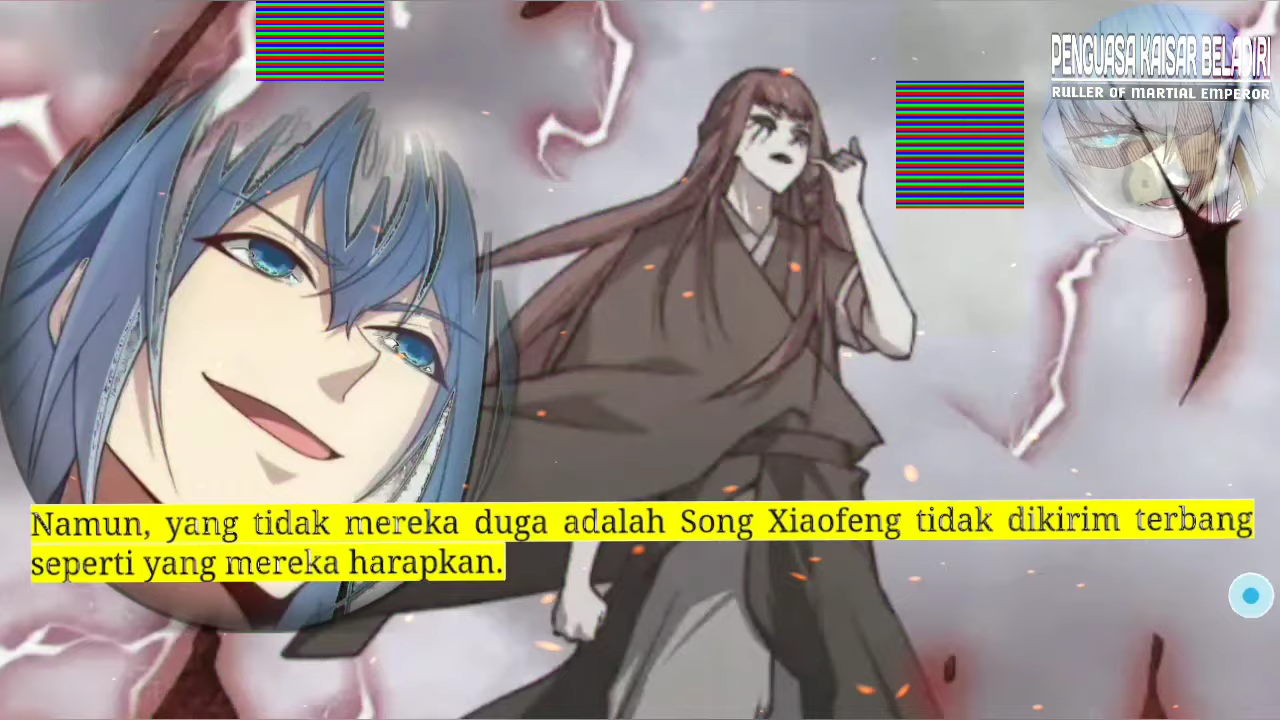 PENGUASA KAISAR BELADIRI
RULLER OF MARTIAL EMPEROR
Namun, yang tidak mereka duga adalah Song Xiaofeng tidak dikirim terbang
seperti yang mereka harapkan.